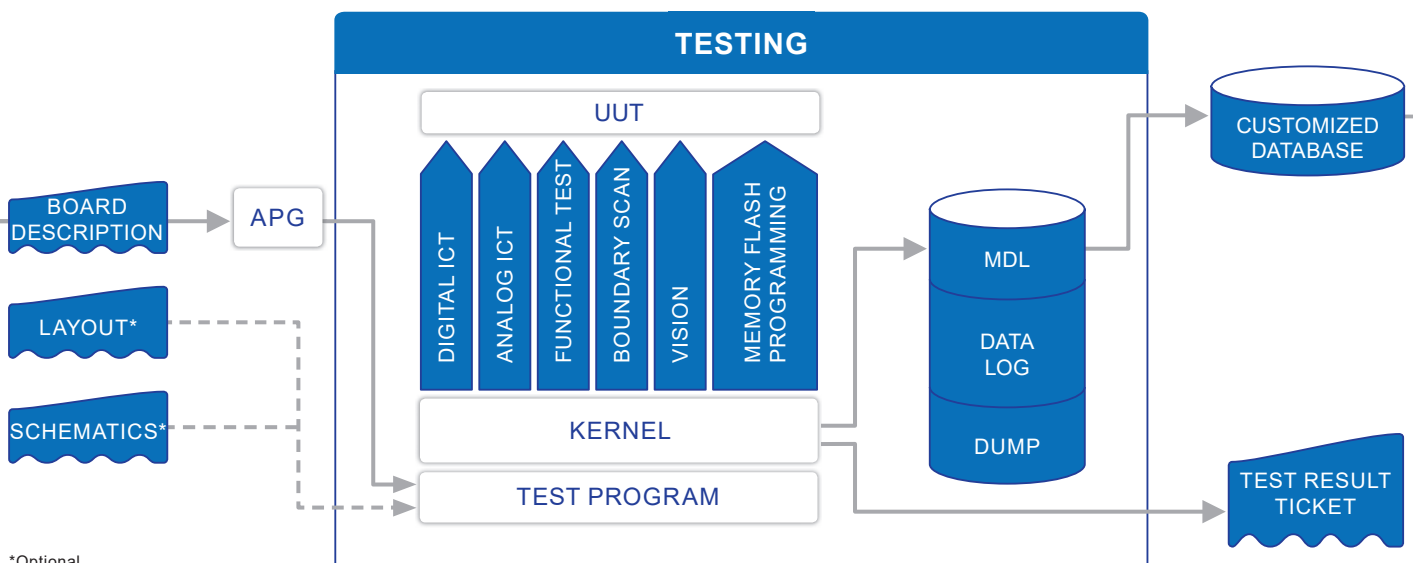 TESTING
UUT
CUSTOMIZED
DATABASE
BOARD
DESCRIPTION
APG
DIGITAL ICT
ANALOG ICT
FUNCTIONAL TEST
BOUNDARY SCAN
VISION
MEMORY FLASH
PROGRAMMING
MDL
LAYOUT*
DATA
LOG
SCHEMATICS*
KERNEL
DUMP
TEST PROGRAM
TEST RESULT
TICKET
*Optional